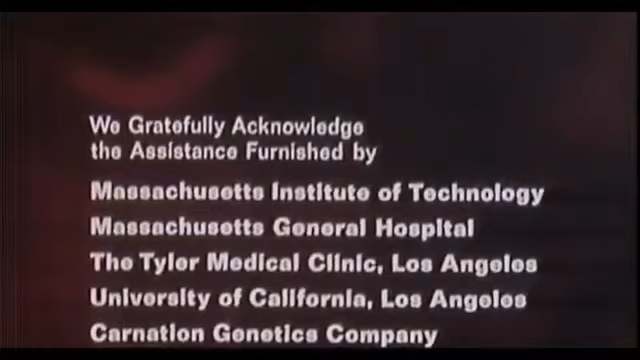 We Gratefully Acknowledge
the Assistance Furnished by
Massachusetts Institute of Technology
Massachusetts General Hospital
The Tyler Medical Clinic, Los Angeles
University of California, Los Angeles
Carnation Genetics Company